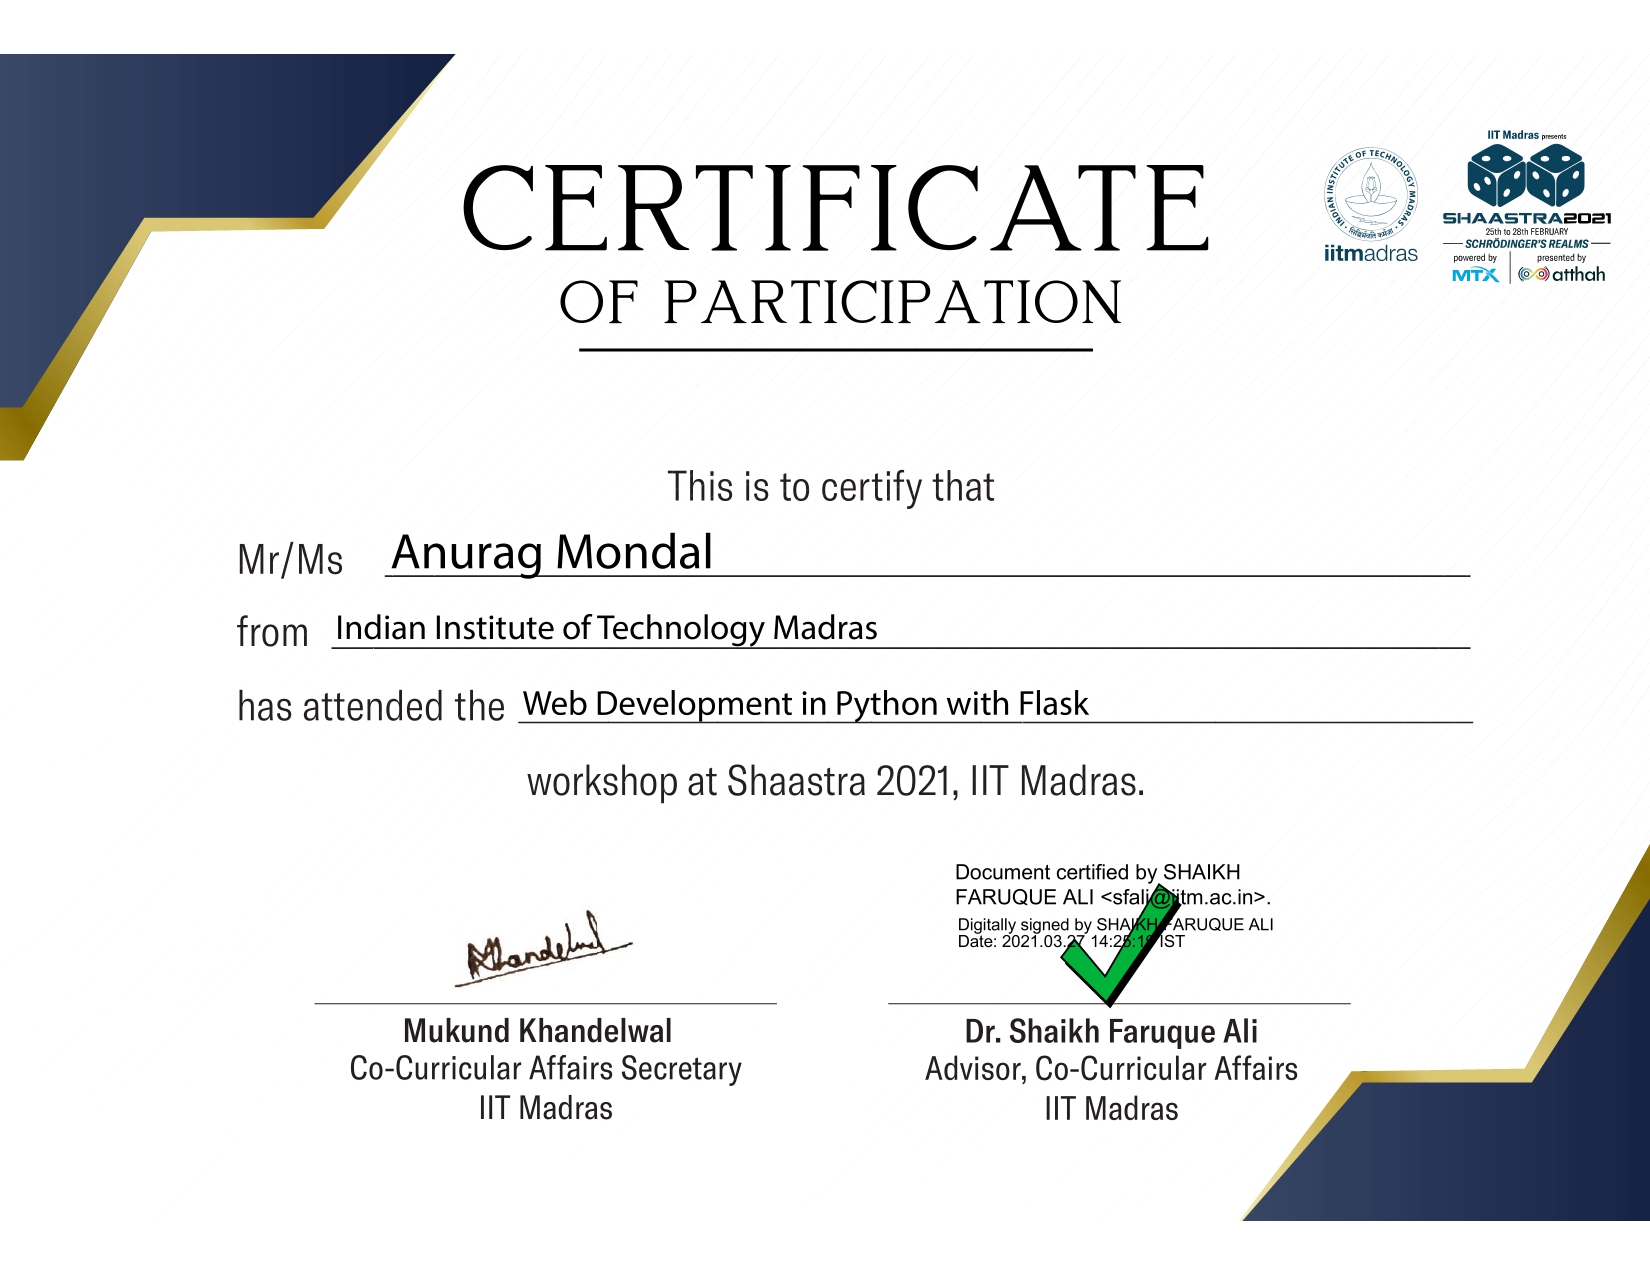 CERTIFICATE
OF PARTICIPATION
INDIAN INSTITUTE OF TECHNOLOGY MADRAS
सिद्धिर्भवति कर्मजा
iitmadras
IIT Madras presents
SHAASTRA2021
25th to 28th FEBRUARY
SCHRÖDINGER'S REALMS
powered by
MTX
presented by
atthah
This is to certify that
Mr/Ms Anurag Mondal
from Indian Institute of Technology Madras
has attended the Web Development in Python with Flask
workshop at Shaastra 2021, IIT Madras.
Khandelwal
Mukund Khandelwal
Co-Curricular Affairs Secretary
IIT Madras
Document certified by SHAIKH
FARUQUE ALI <sfali@iitm.ac.in>.
Digitally signed by SHAIKH FARUQUE ALI
Date: 2021.03.27 IST
Dr. Shaikh Faruque Ali
Advisor, Co-Curricular Affairs
IIT Madras